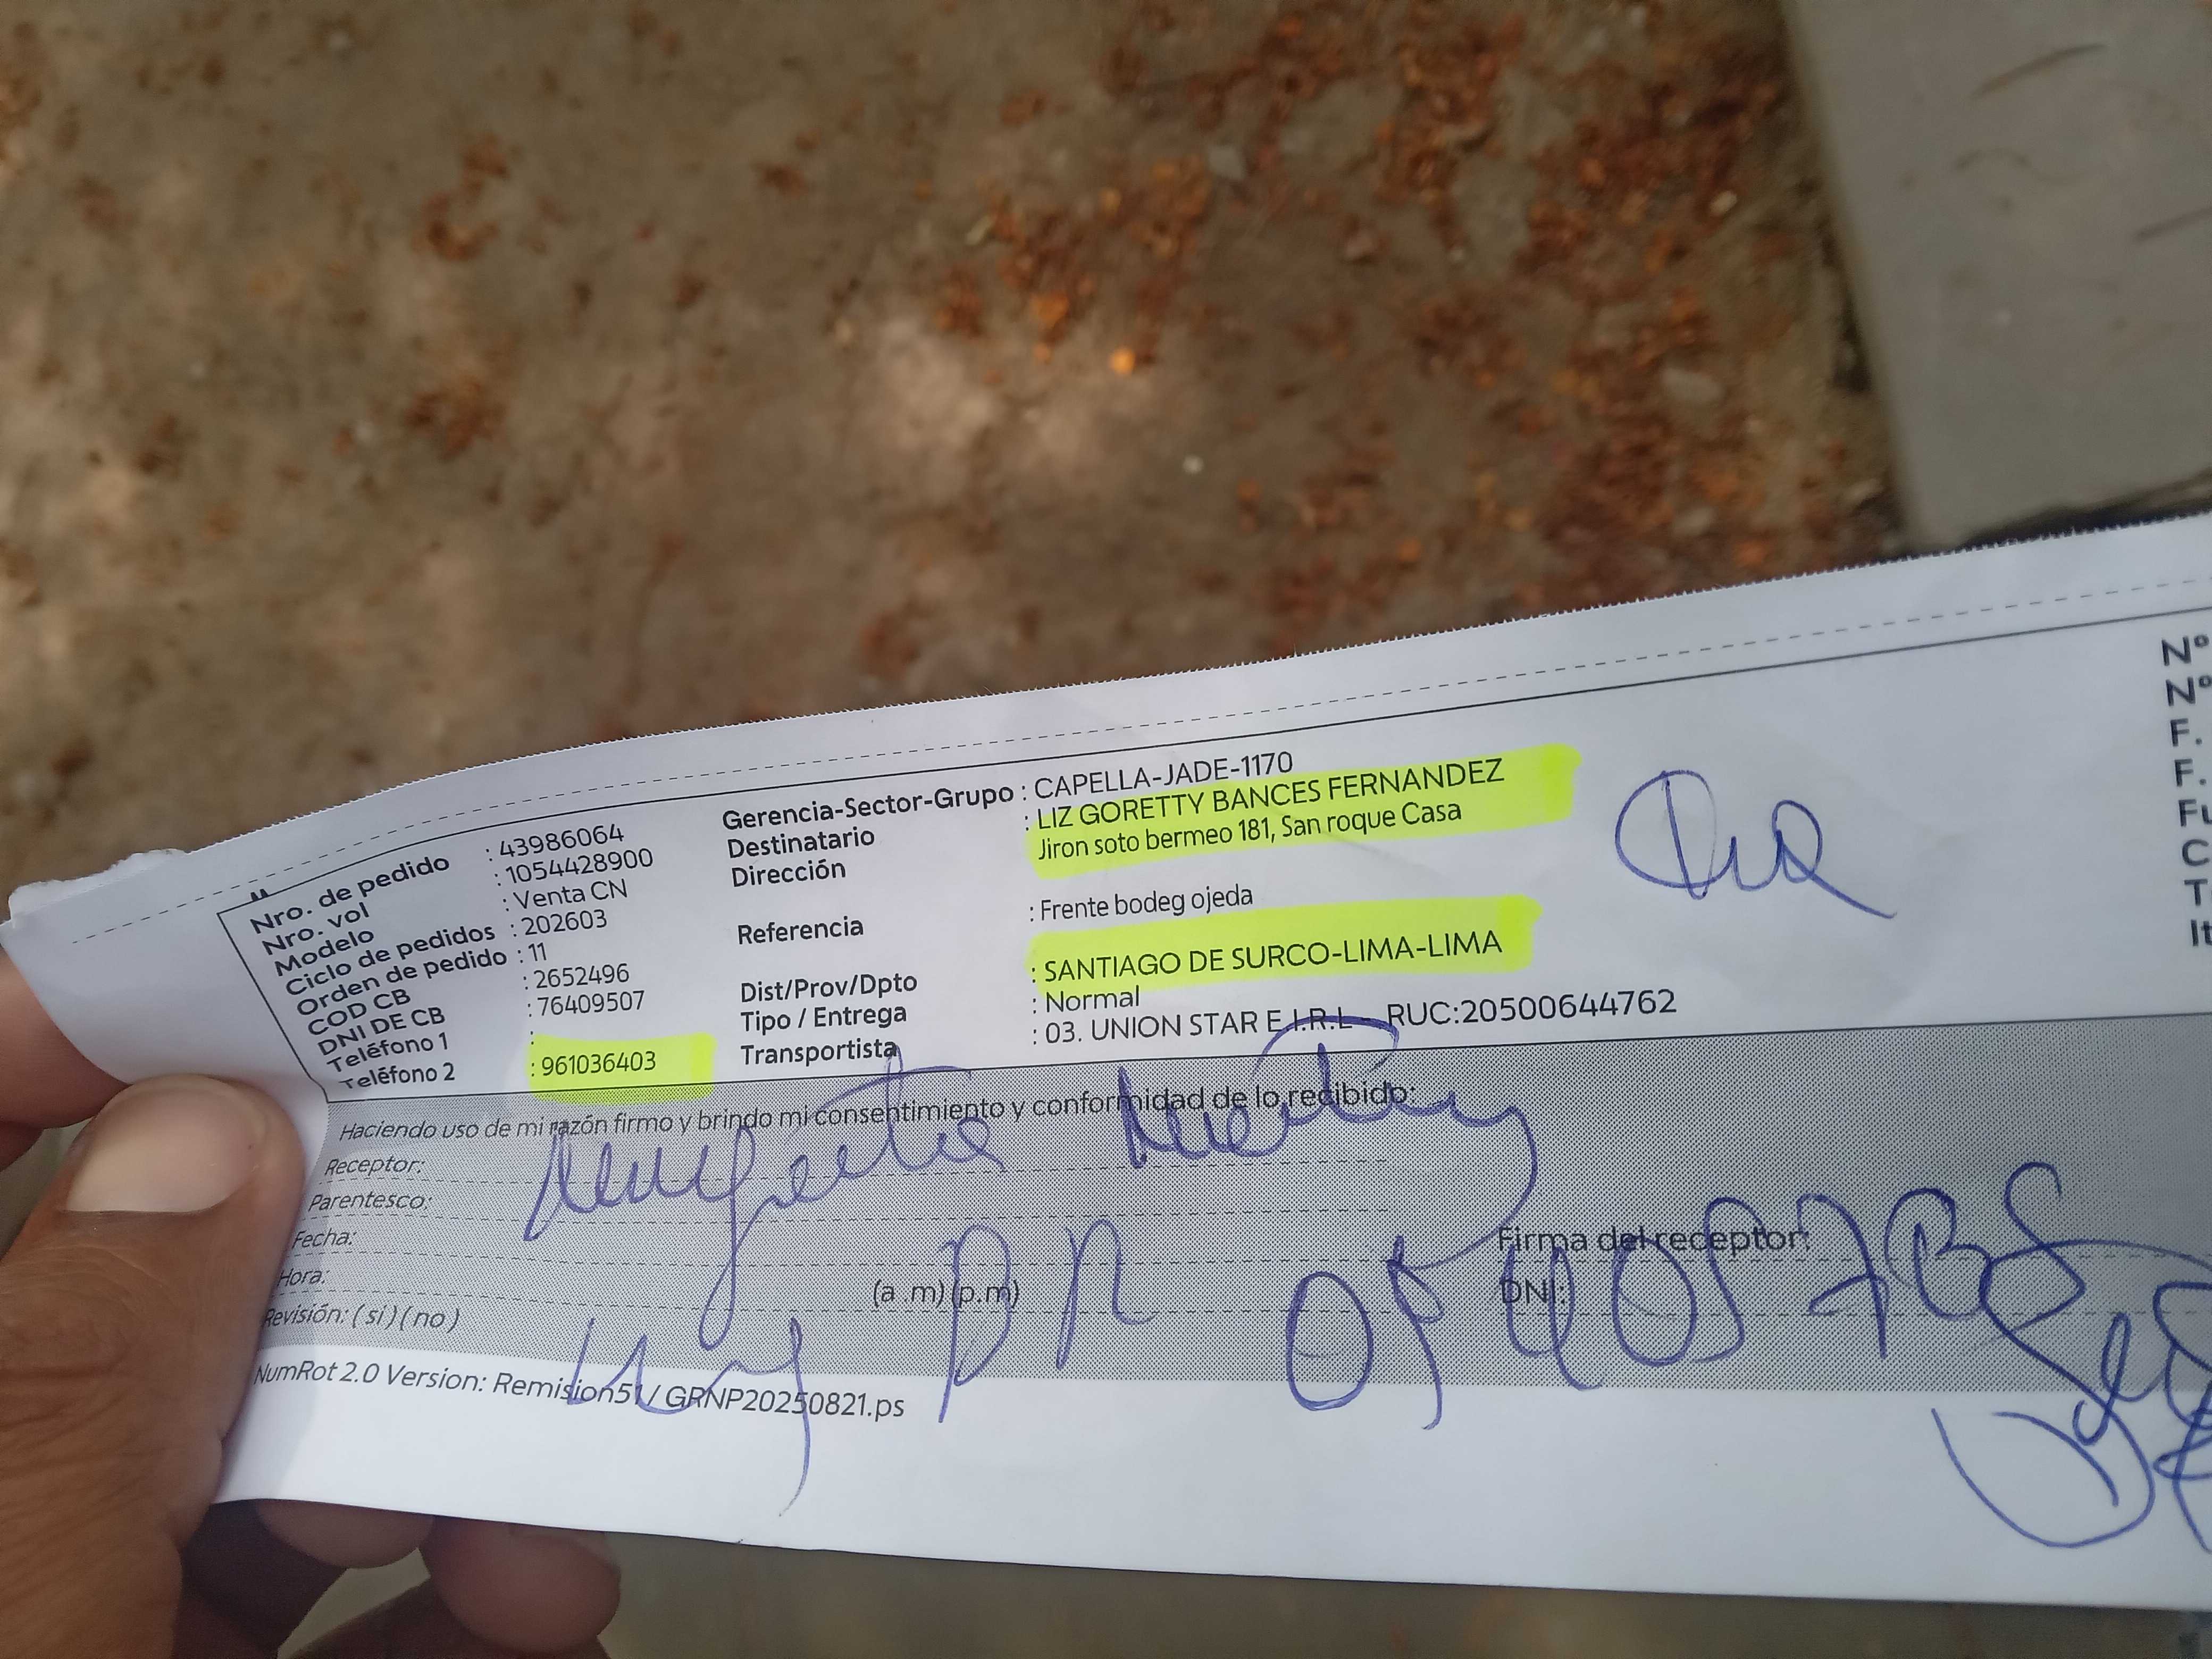 Nro. de pedido : 43986064
Nro. vol : 1054428900
Modelo : Venta CN
Ciclo de pedidos : 202603
Orden de pedido : 11
COD CB : 2652496
DNI DE CB : 76409507
Teléfono 1 :
Teléfono 2 : 961036403
Gerencia-Sector-Grupo : CAPELLA-JADE-1170
Destinatario : LIZ GORETTY BANCES FERNANDEZ
Dirección Jiron soto bermeo 181, San roque Casa
Referencia : Frente bodeg ojeda
Dist/Prov/Dpto : SANTIAGO DE SURCO-LIMA-LIMA
Tipo / Entrega : Normal
Transportista : 03. UNION STAR E.I.R.L - RUC:20500644762
Nº
Nº
F.
F.
Haciendo uso de mi razón firmo y brindo mi consentimiento y conformidad de lo recibido:
Receptor:
Parentesco:
Fecha:
Hora: (a .m) (p.m)
Revisión: ( si ) ( no )
Firma del receptor:
DNI:
NumRot 2.0 Version: Remision51 / GRNP20250821.ps